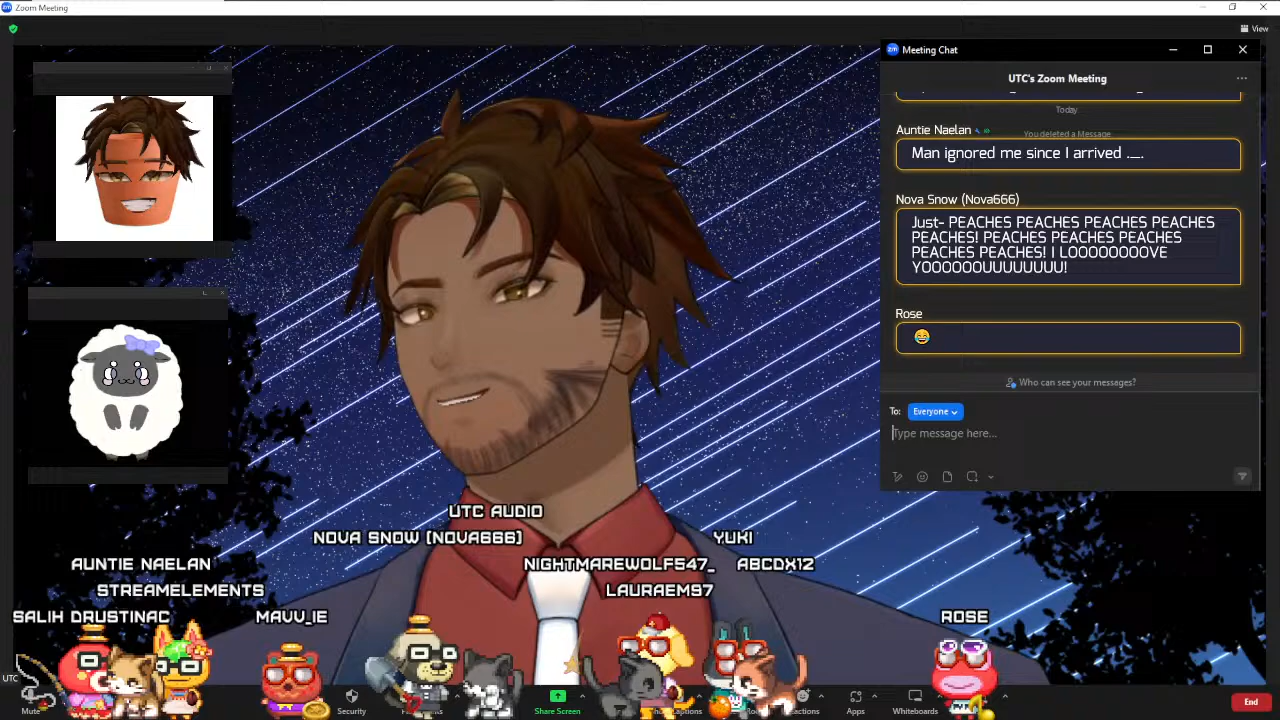 Zoom Meeting
View
Meeting Chat
UTC's Zoom Meeting
Today
You deleted a Message
Auntie Naelan
Man ignored me since I arrived ._.
Nova Snow (Nova666)
Just- PEACHES PEACHES PEACHES PEACHES
PEACHES! PEACHES PEACHES PEACHES
PEACHES PEACHES! I LOOOOOOOOVE
YOOOOOOUUUUUUUU!
Rose
Who can see your messages?
To: Everyone
Type message here...
UTC AUDIO
NOVA SNOW (NOVA666)
YUKI
AUNTIE NAELAN
NIGHTMAREWOLF547_
ABCDX12
STREAMELEMENTS
LAURAEM97
SALIH DRUSTINAC
MAVV_IE
ROSE
UTC
Mute
Security
Share Screen
Apps
Whiteboards
End